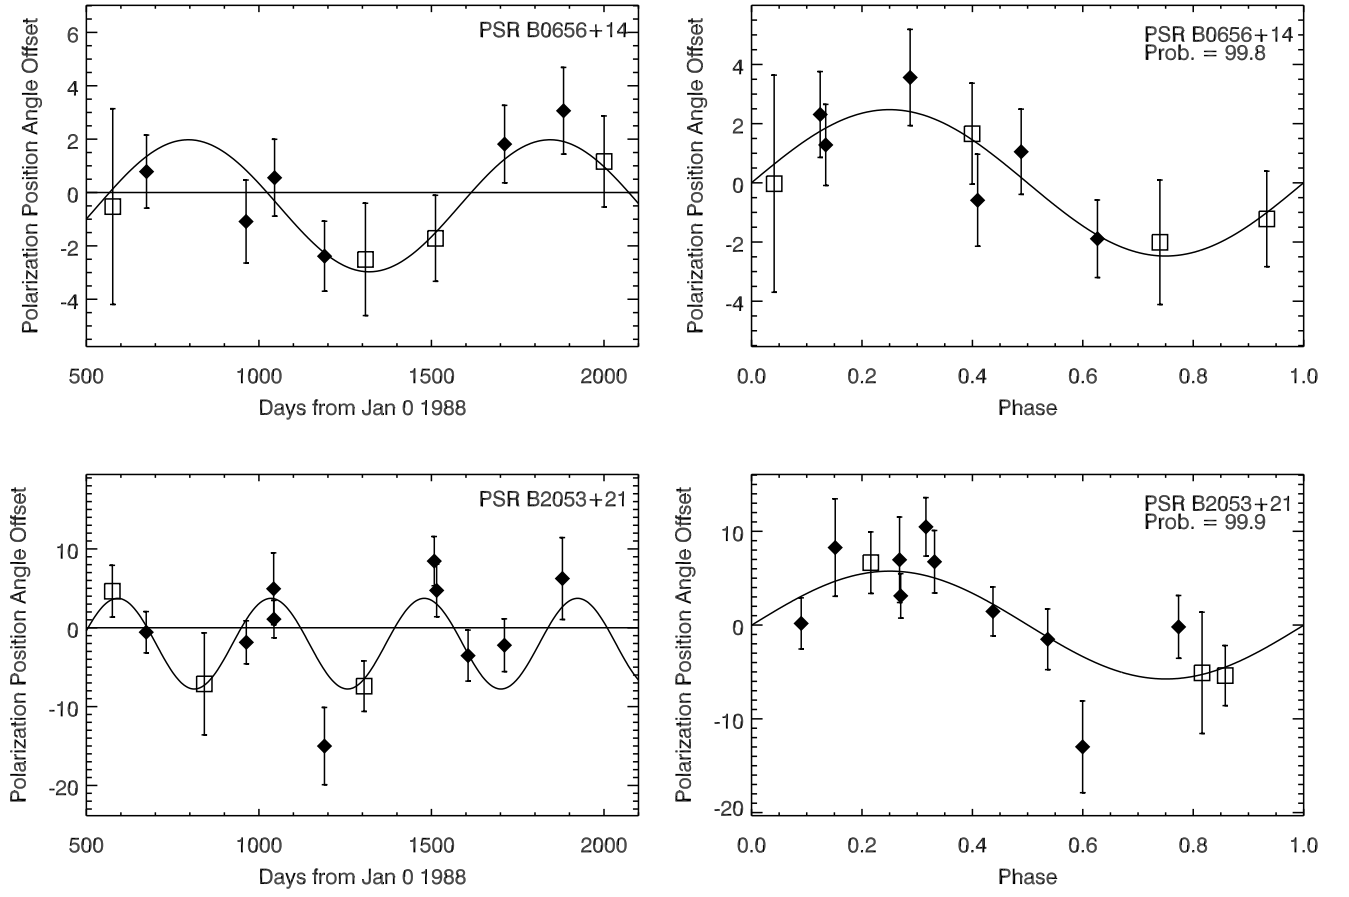 PSR B0656+14
Polarization Position Angle Offset
6
4
2
0
-2
-4
500 1000 1500 2000
Days from Jan 0 1988
PSR B0656+14
Prob. = 99.8
Polarization Position Angle Offset
4
2
0
-2
-4
0.0 0.2 0.4 0.6 0.8 1.0
Phase
PSR B2053+21
Polarization Position Angle Offset
10
0
-10
-20
500 1000 1500 2000
Days from Jan 0 1988
PSR B2053+21
Prob. = 99.9
Polarization Position Angle Offset
10
0
-10
-20
0.0 0.2 0.4 0.6 0.8 1.0
Phase